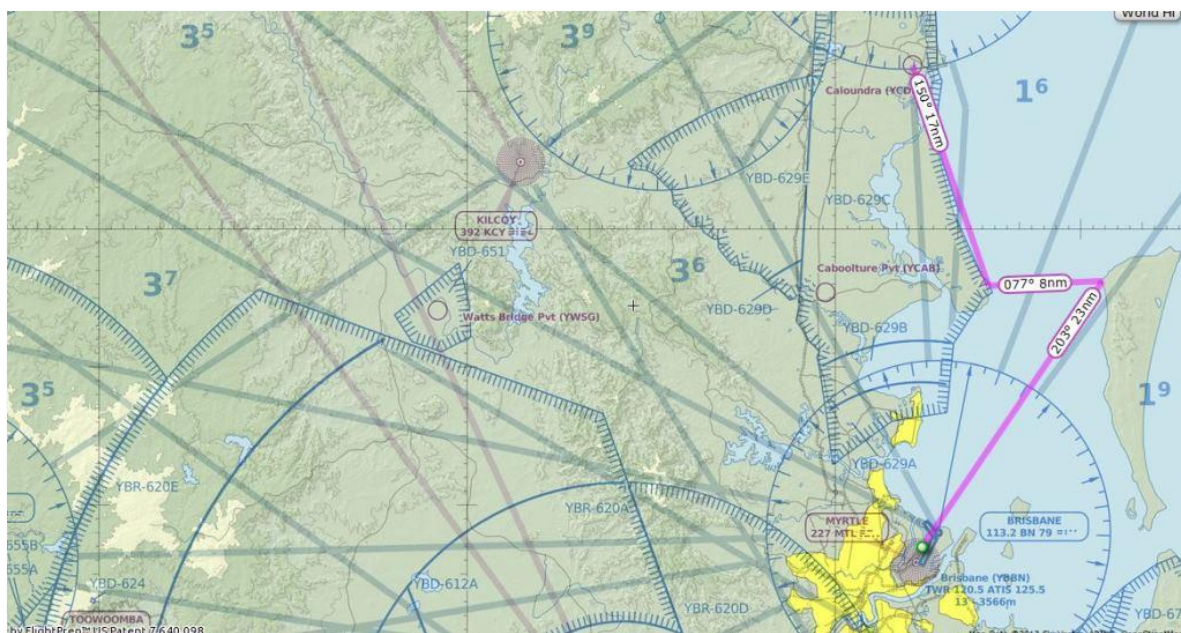 World Hi
3⁵
3⁹
1⁶
Caloundra (YCD
150° 17nm
YBD-629E
YBD-629C
KILCOY
392 KCY
YBD-651
3⁷
3⁶
Caboolture Pvt (YCAB)
077° 8nm
Watts Bridge Pvt (YWSG)
YBD-629D
YBD-629B
203° 23nm
3⁵
1⁹
YBD-629A
YBR-620E
YBR-620A
MYRTLE
227 MTL
BRISBANE
113.2 BN 79
655B
655A
YBD-624
YBD-612A
Brisbane (YBBN)
TWR 120.5 ATIS 125.5
13 - 3566m
YBR-620D
YBD-67
TOOWOOMBA
by FlightPrep™ US Patent 7,640,098